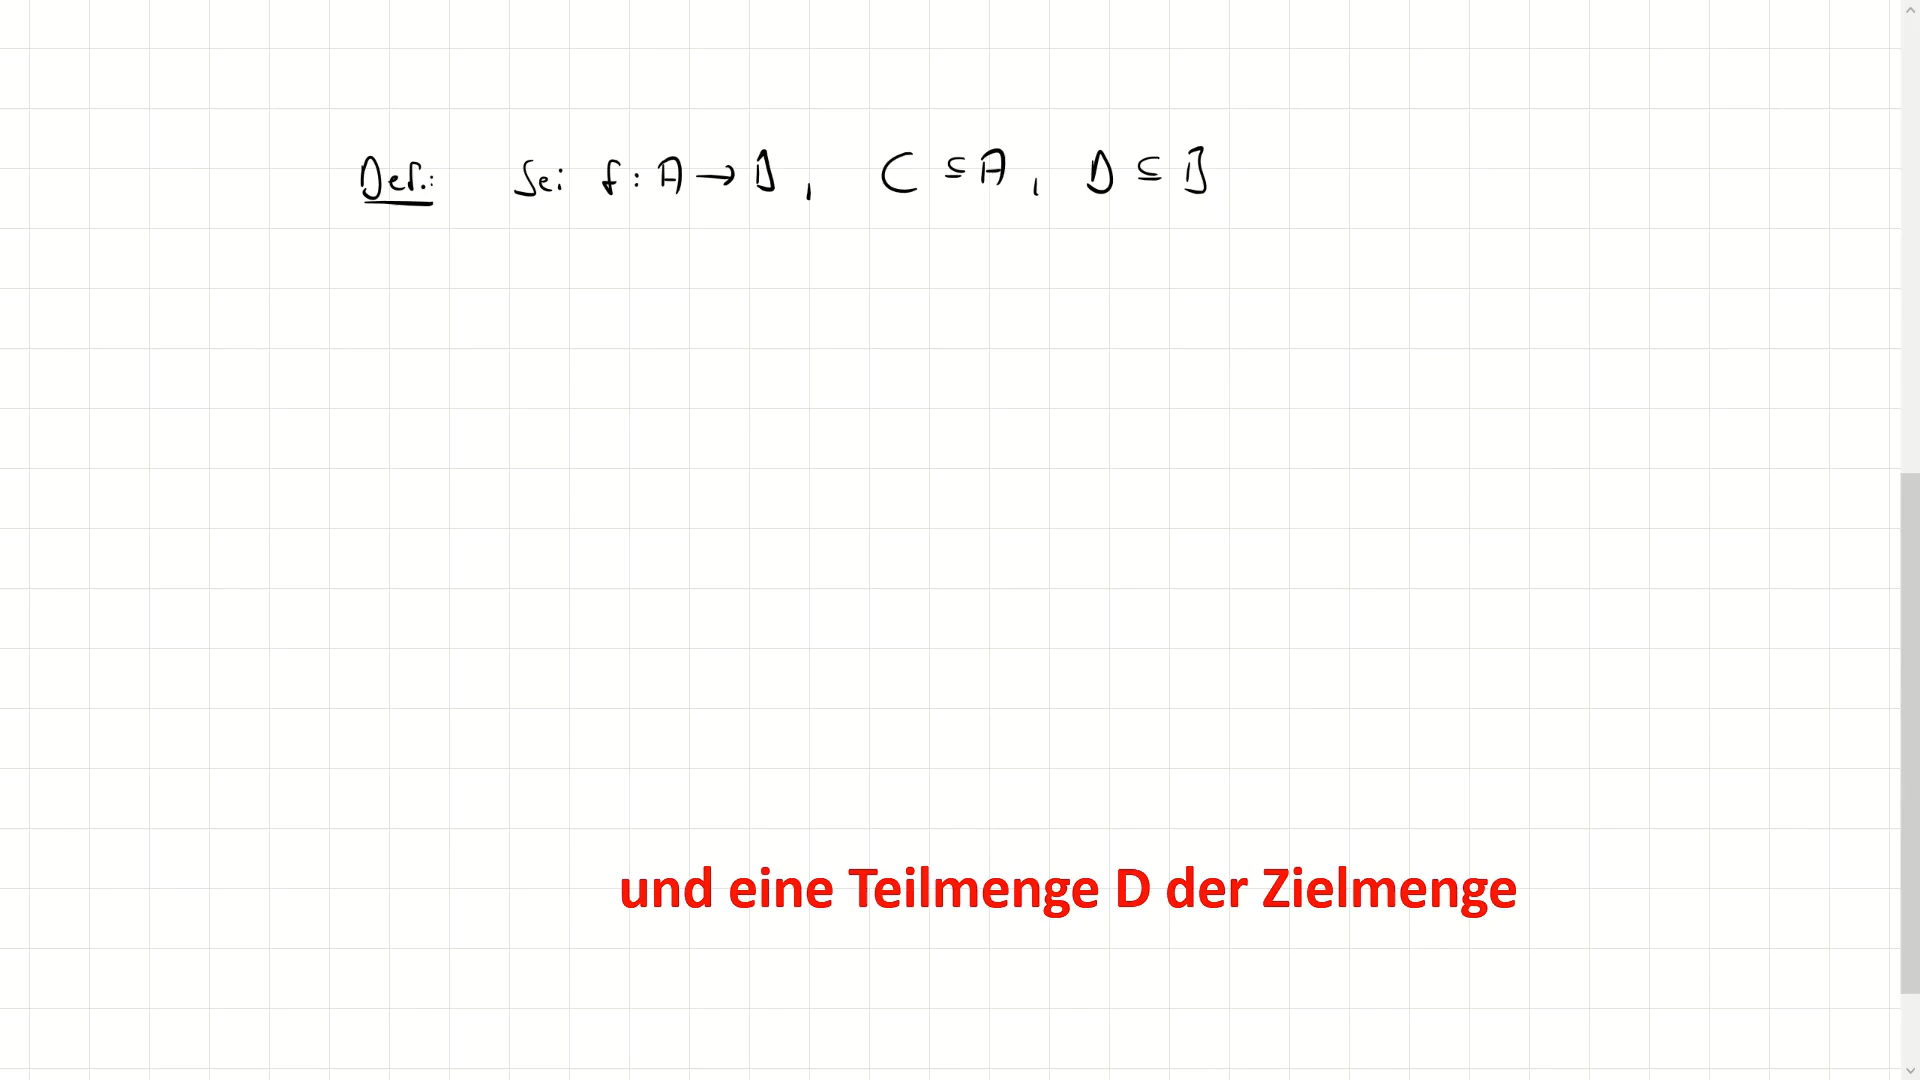 Def.: Sei f: A → B, C ⊆ A, D ⊆ B
und eine Teilmenge D der Zielmenge